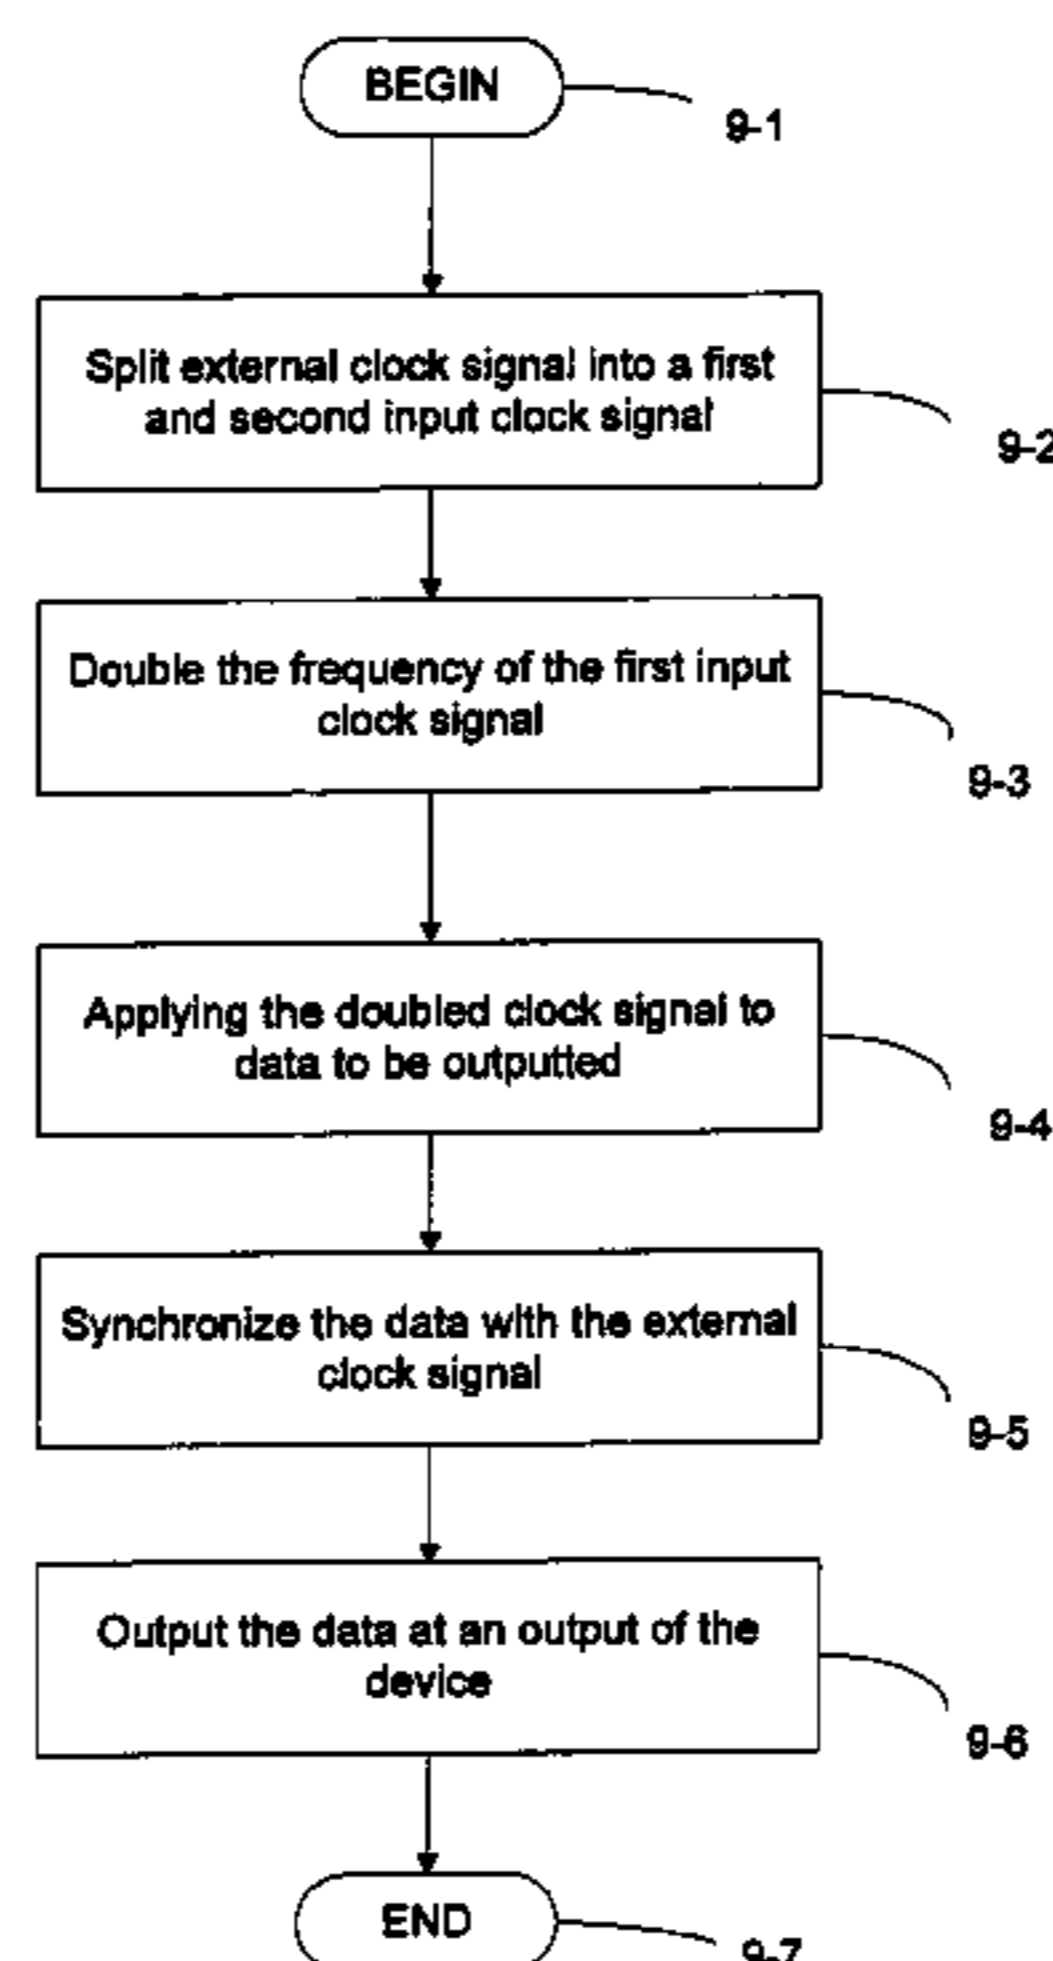 BEGIN
9-1
Split external clock signal into a first
and second input clock signal
9-2
Double the frequency of the first input
clock signal
9-3
Applying the doubled clock signal to
data to be outputted
9-4
Synchronize the data with the external
clock signal
9-5
Output the data at an output of the
device
9-6
END
9-7